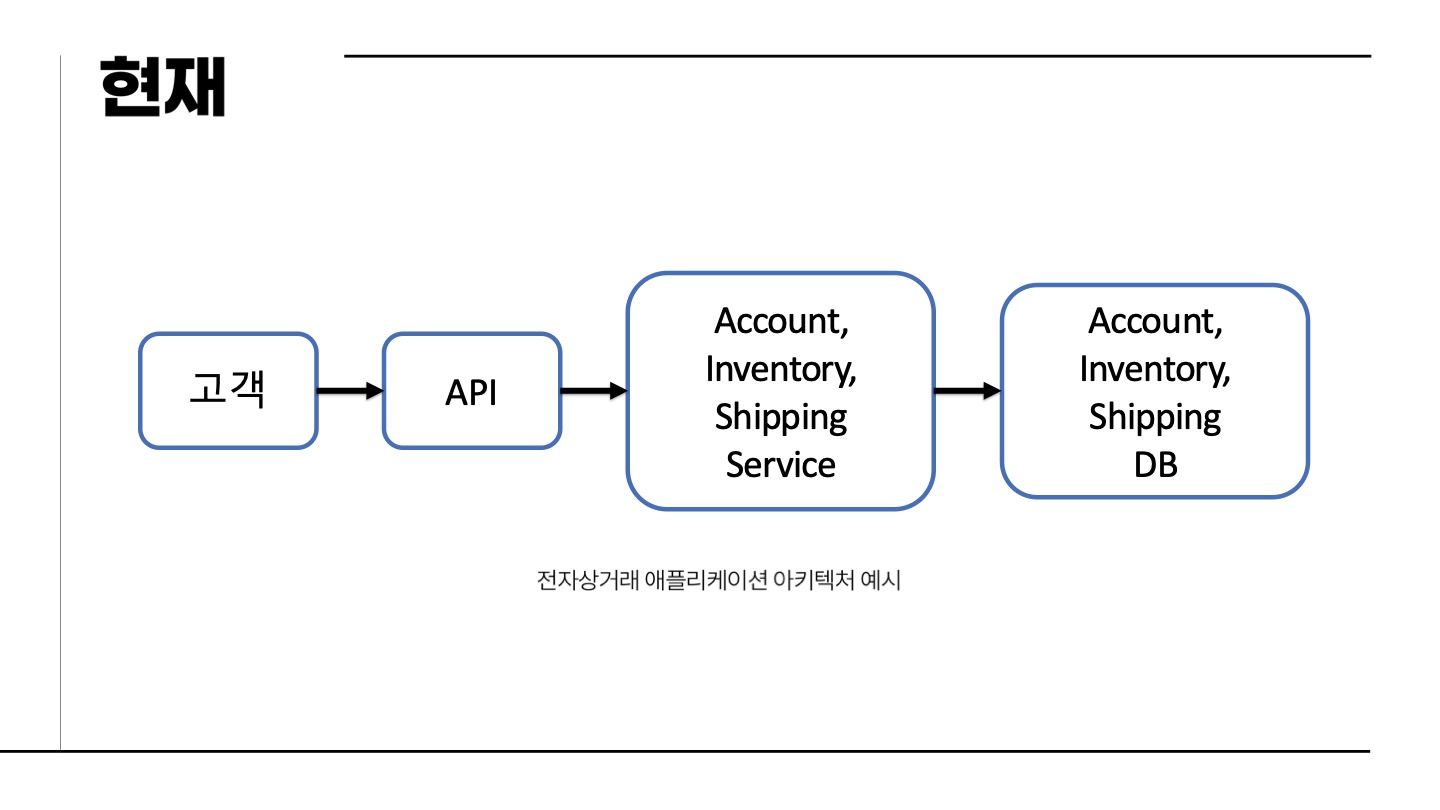 현재
고객
API
Account,
Inventory,
Shipping
Service
Account,
Inventory,
Shipping
DB
전자상거래 애플리케이션 아키텍처 예시